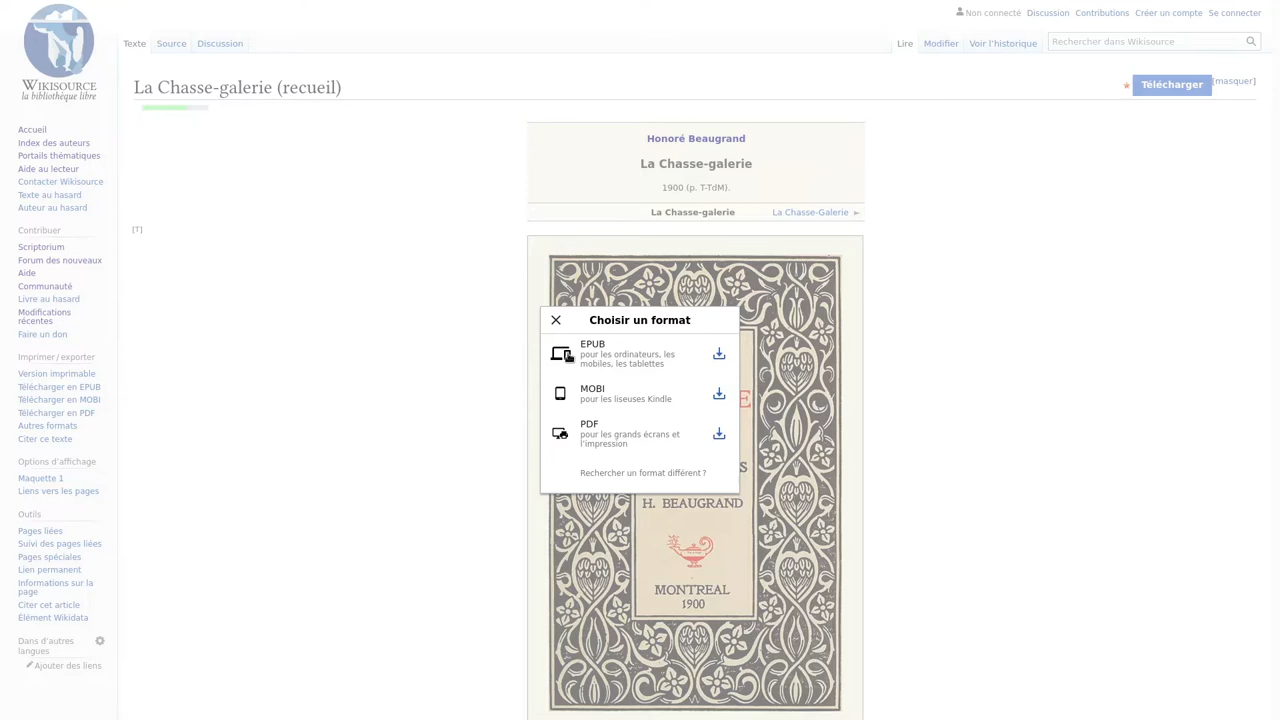 Non connecté Discussion Contributions Créer un compte Se connecter
Texte Source Discussion Lire Modifier Voir l’historique Rechercher dans Wikisource
WIKISOURCE
la bibliothèque libre
La Chasse-galerie (recueil)
Télécharger [masquer]
Honoré Beaugrand
La Chasse-galerie
1900 (p. T-TdM).
La Chasse-galerie La Chasse-Galerie ►
[T]
Accueil
Index des auteurs
Portails thématiques
Aide au lecteur
Contacter Wikisource
Texte au hasard
Auteur au hasard
Contribuer
Scriptorium
Forum des nouveaux
Aide
Communauté
Livre au hasard
Modifications
récentes
Faire un don
Imprimer / exporter
Version imprimable
Télécharger en EPUB
Télécharger en MOBI
Télécharger en PDF
Autres formats
Citer ce texte
Options d’affichage
Maquette 1
Liens vers les pages
Outils
Pages liées
Suivi des pages liées
Pages spéciales
Lien permanent
Informations sur la
page
Citer cet article
Élément Wikidata
Dans d’autres
langues
Ajouter des liens
Choisir un format
EPUB
pour les ordinateurs, les
mobiles, les tablettes
MOBI
pour les liseuses Kindle
PDF
pour les grands écrans et
l’impression
Rechercher un format différent ?
E
S
H. BEAUGRAND
MONTREAL
1900